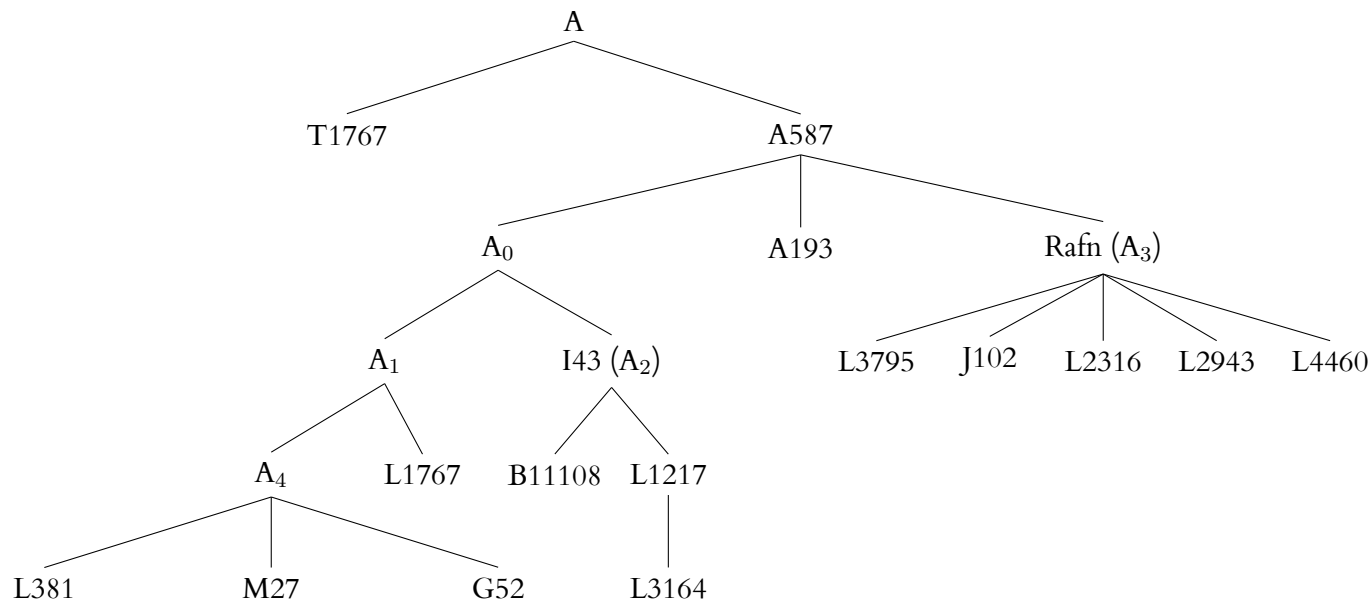 A
T1767 A587
A₀ A193 Rafn (A₃)
A₁ I43 (A₂) L3795 J102 L2316 L2943 L4460
A₄ L1767 B11108 L1217
L381 M27 G52 L3164